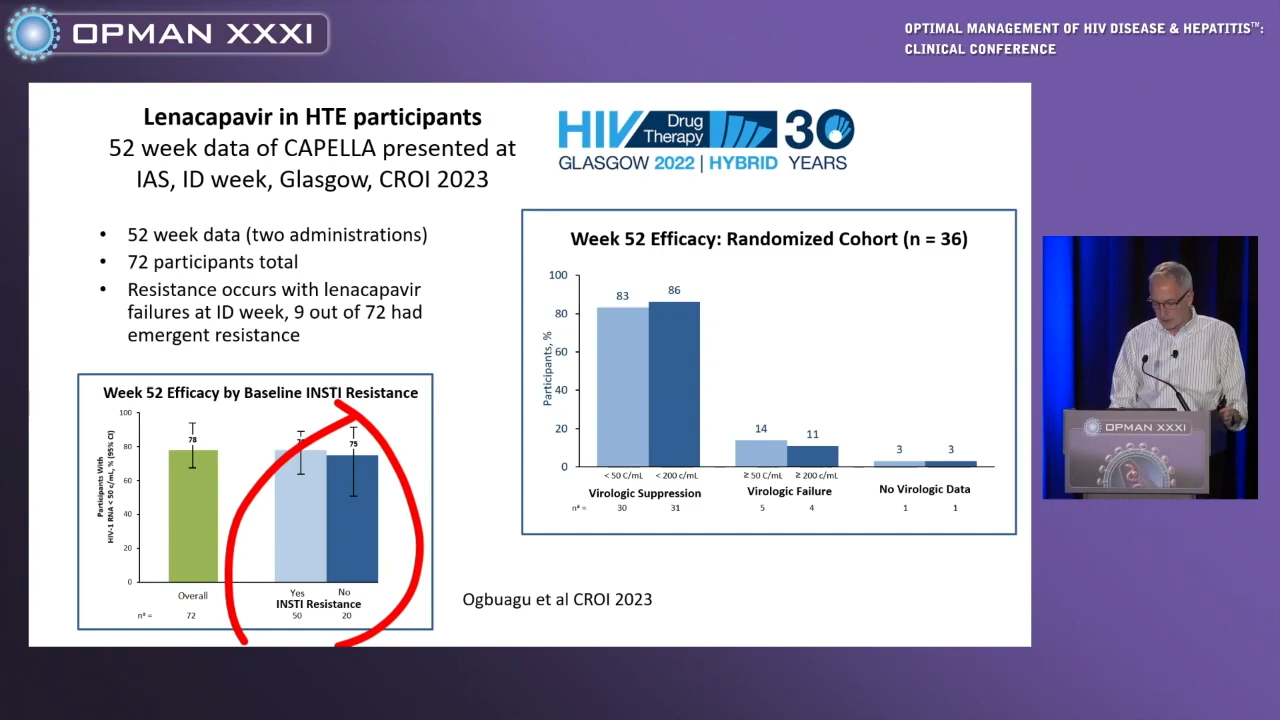 OPMAN XXXI
OPTIMAL MANAGEMENT OF HIV DISEASE & HEPATITIS™:
CLINICAL CONFERENCE
Lenacapavir in HTE participants
52 week data of CAPELLA presented at
IAS, ID week, Glasgow, CROI 2023
HIV Drug Therapy 30
GLASGOW 2022 | HYBRID YEARS
• 52 week data (two administrations)
• 72 participants total
• Resistance occurs with lenacapavir
failures at ID week, 9 out of 72 had
emergent resistance
Week 52 Efficacy by Baseline INSTI Resistance
Participants With
HIV-1 RNA < 50 c/mL, % (95% CI)
100
80
60
40
20
0
78
75
Overall
Yes No
INSTI Resistance
nª = 72 50 20
Week 52 Efficacy: Randomized Cohort (n = 36)
Participants, %
100
80
60
40
20
0
83 86
14 11
3 3
< 50 C/mL < 200 c/mL ≥ 50 C/mL ≥ 200 c/mL
Virologic Suppression Virologic Failure No Virologic Data
nª = 30 31 5 4 1 1
Ogbuagu et al CROI 2023
OPMAN XXXI